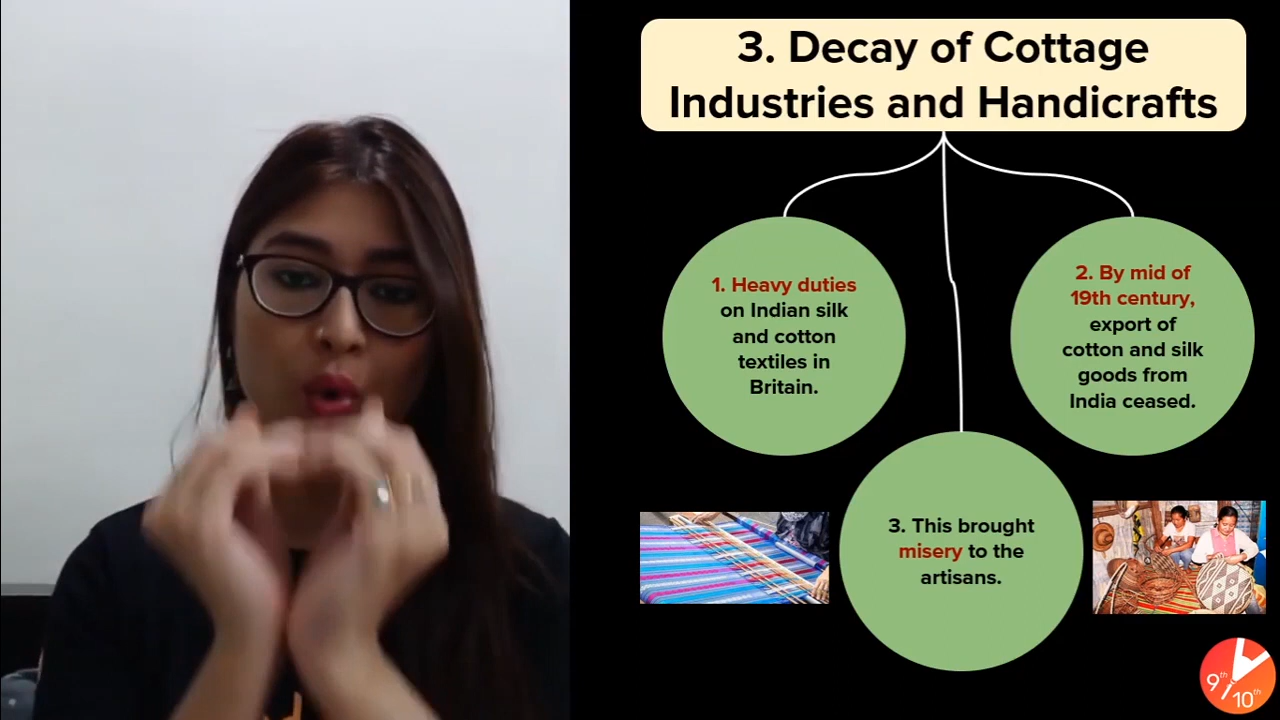 3. Decay of Cottage
Industries and Handicrafts
1. Heavy duties
on Indian silk
and cotton
textiles in
Britain.
2. By mid of
19th century,
export of
cotton and silk
goods from
India ceased.
3. This brought
misery to the
artisans.
9th
10th